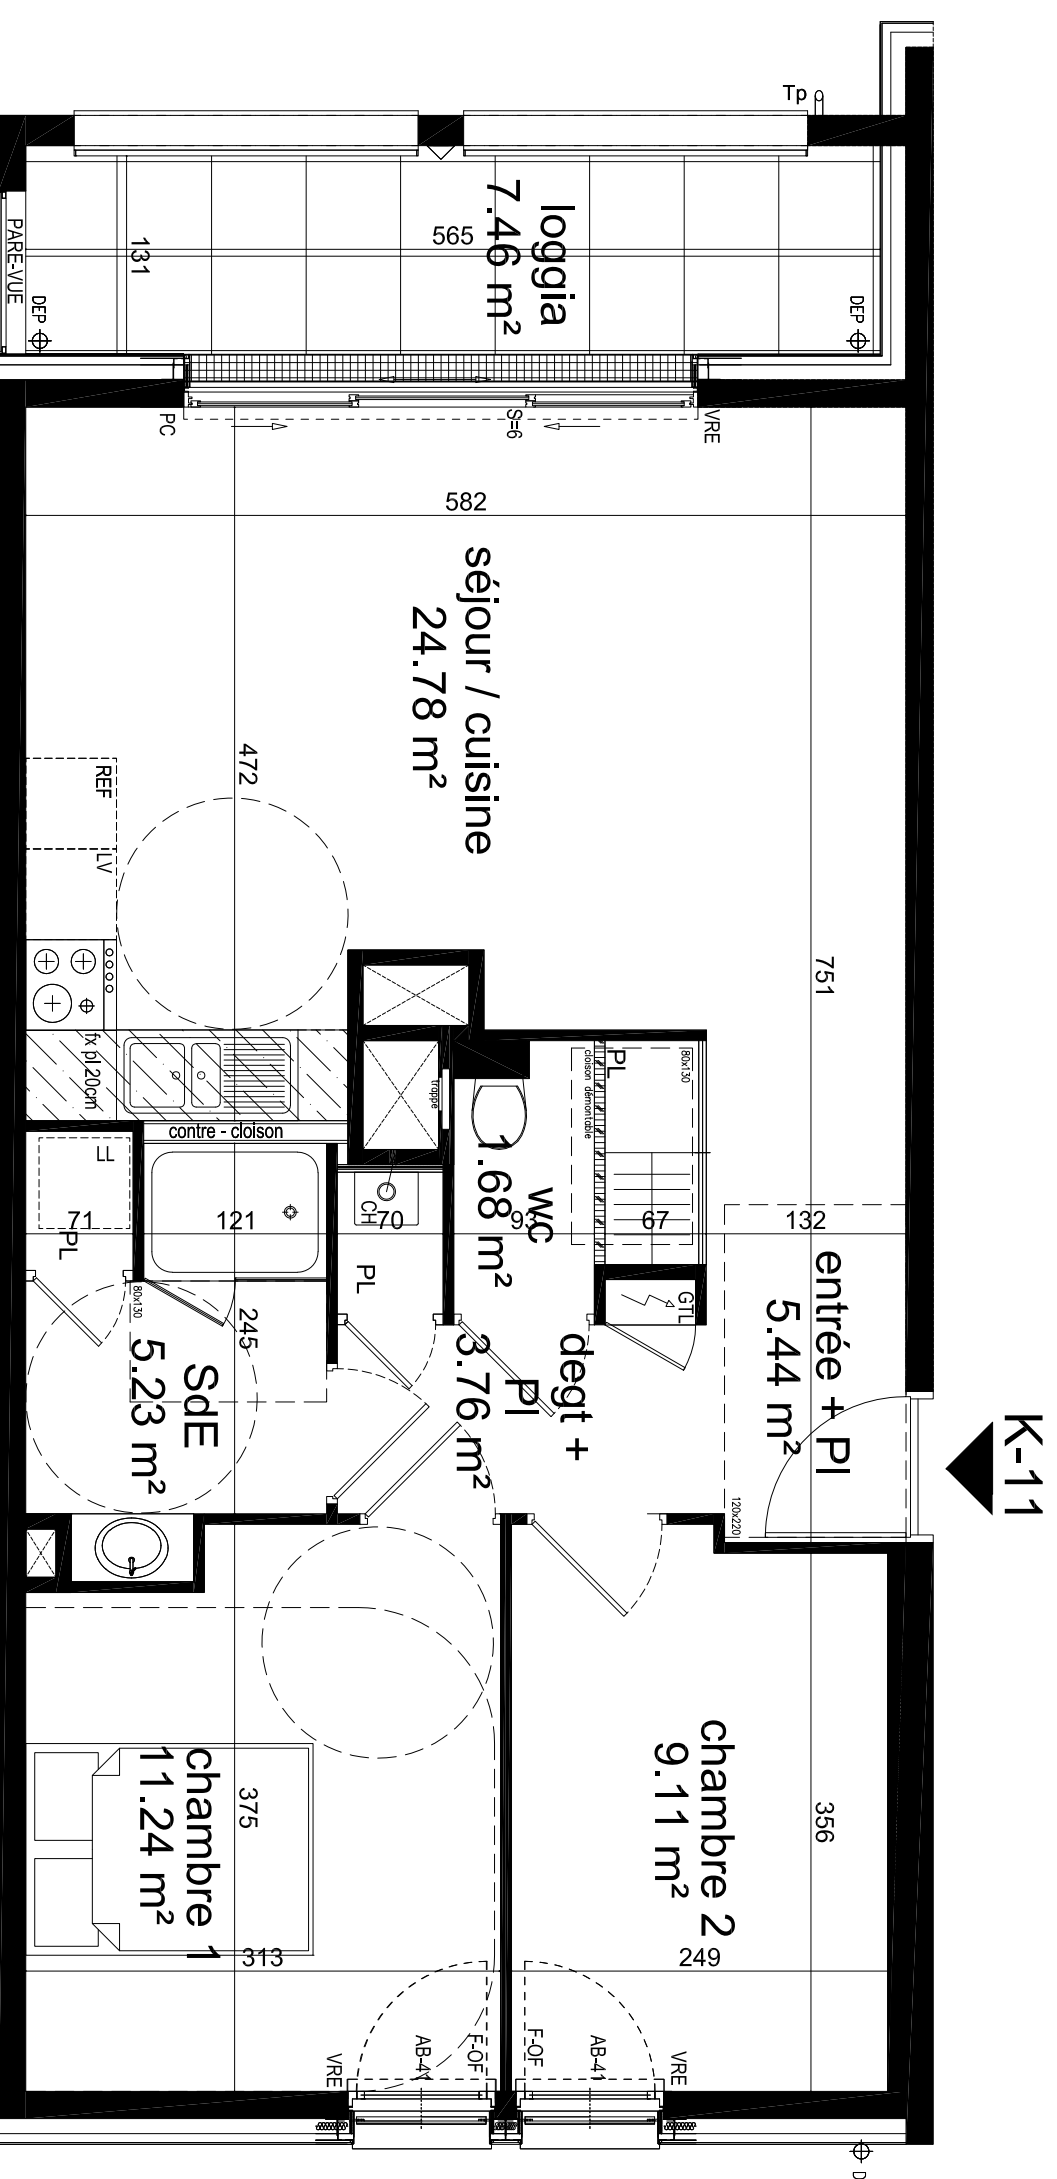 Tp
loggia
7.46 m²
565
131
PARE-VUE
DEP
DEP
PC
S=6
VRE
582
séjour / cuisine
24.78 m²
472
REF
LV
751
fx pl.20cm
contre - cloison
trappe
PL
80x130
cloison démontable
LL
PL
71
121
CH
70
PL
wc
1.68 m²
93
67
132
GTL
entrée + Pl
5.44 m²
K-11
120x220
degt +
Pl
3.76 m²
80x130
245
SdE
5.23 m²
chambre 1
11.24 m²
375
313
chambre 2
9.11 m²
356
249
VRE
AB-41
F-OF
F-OF
AB-41
VRE
D